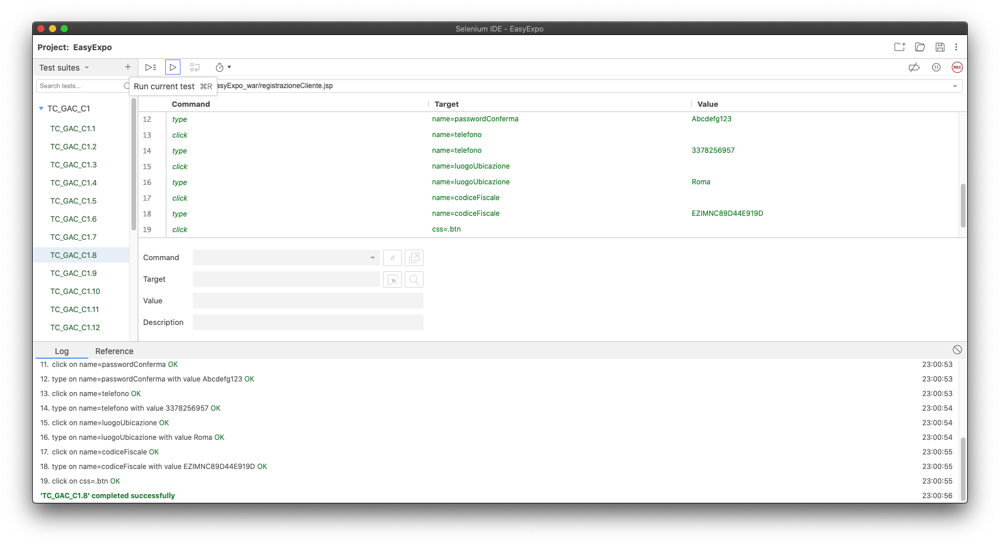 Selenium IDE - EasyExpo
Project: EasyExpo
Test suites
+
REC
Search tests...
Run current test ⌘R
asyExpo_war/registrazioneCliente.jsp
Command Target Value
TC_GAC_C1
TC_GAC_C1.1
TC_GAC_C1.2
TC_GAC_C1.3
TC_GAC_C1.4
TC_GAC_C1.5
TC_GAC_C1.6
TC_GAC_C1.7
TC_GAC_C1.8
TC_GAC_C1.9
TC_GAC_C1.10
TC_GAC_C1.11
TC_GAC_C1.12
12 type name=passwordConferma Abcdefg123
13 click name=telefono
14 type name=telefono 3378256957
15 click name=luogoUbicazione
16 type name=luogoUbicazione Roma
17 click name=codiceFiscale
18 type name=codiceFiscale EZIMNC89D44E919D
19 click css=.btn
Command //
Target
Value
Description
Log Reference
11. click on name=passwordConferma OK 23:00:53
12. type on name=passwordConferma with value Abcdefg123 OK 23:00:53
13. click on name=telefono OK 23:00:53
14. type on name=telefono with value 3378256957 OK 23:00:54
15. click on name=luogoUbicazione OK 23:00:54
16. type on name=luogoUbicazione with value Roma OK 23:00:54
17. click on name=codiceFiscale OK 23:00:55
18. type on name=codiceFiscale with value EZIMNC89D44E919D OK 23:00:55
19. click on css=.btn OK 23:00:55
'TC_GAC_C1.8' completed successfully 23:00:56